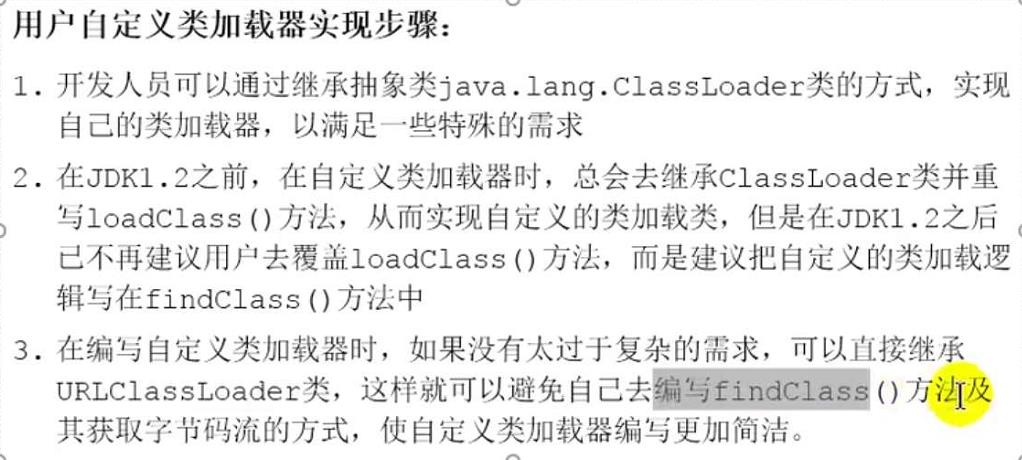 用户自定义类加载器实现步骤：
1. 开发人员可以通过继承抽象类java.lang.ClassLoader类的方式，实现
自己的类加载器，以满足一些特殊的需求
2. 在JDK1.2之前，在自定义类加载器时，总会去继承ClassLoader类并重
写loadClass()方法，从而实现自定义的类加载类，但是在JDK1.2之后
已不再建议用户去覆盖loadClass()方法，而是建议把自定义的类加载逻
辑写在findClass()方法中
3. 在编写自定义类加载器时，如果没有太过于复杂的需求，可以直接继承
URLClassLoader类，这样就可以避免自己去编写findClass()方法及
其获取字节码流的方式，使自定义类加载器编写更加简洁。